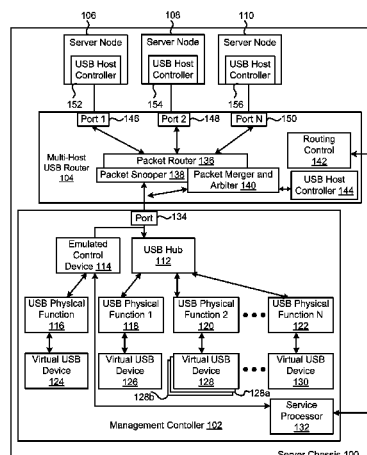 106
108
110
Server Node
Server Node
Server Node
USB Host Controller
USB Host Controller
USB Host Controller
152
154
156
Port 1
146
Port 2
148
Port N
150
Multi-Host USB Router 104
Packet Router 136
Packet Snooper 138
Packet Merger and Arbiter 140
Routing Control 142
USB Host Controller 144
Port
134
Emulated Control Device 114
USB Hub 112
USB Physical Function 116
USB Physical Function 1 118
USB Physical Function 2 120
USB Physical Function N 122
Virtual USB Device 124
Virtual USB Device 126
Virtual USB Device 128
Virtual USB Device 130
128b
128a
Management Contoller 102
Service Processor 132
Server Chassis 100